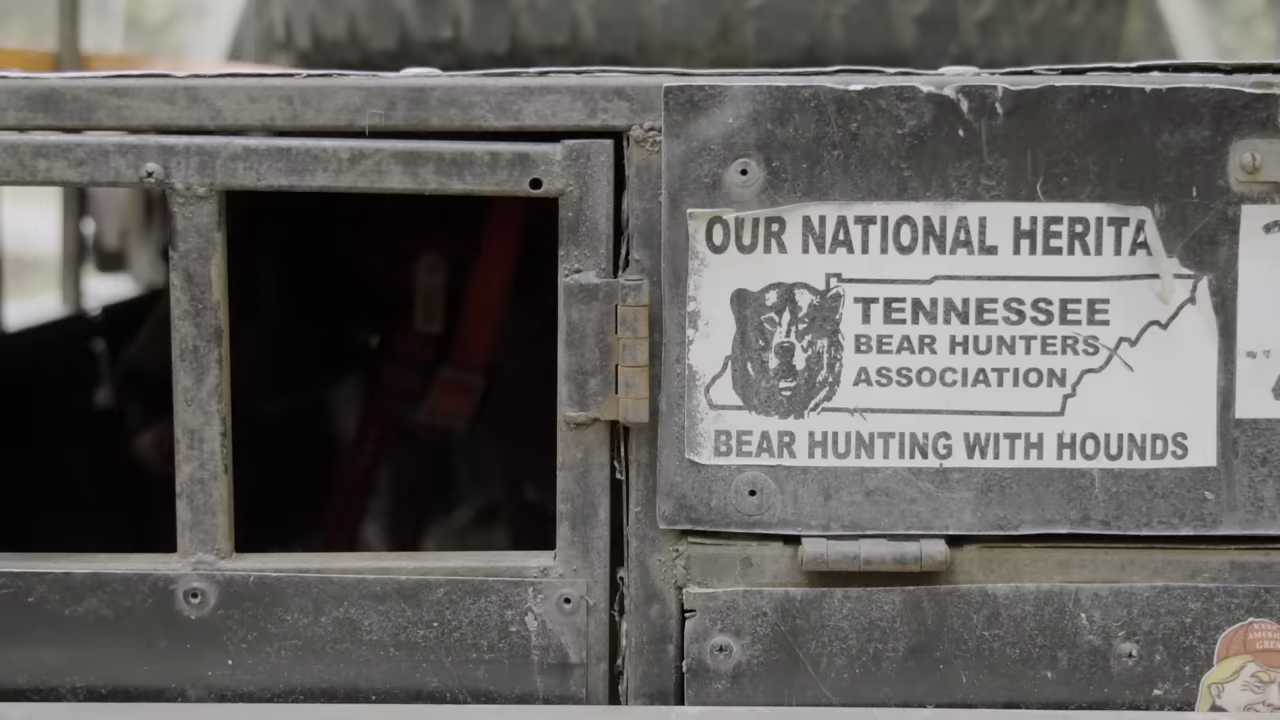 OUR NATIONAL HERITA
TENNESSEE
BEAR HUNTERS
ASSOCIATION
BEAR HUNTING WITH HOUNDS